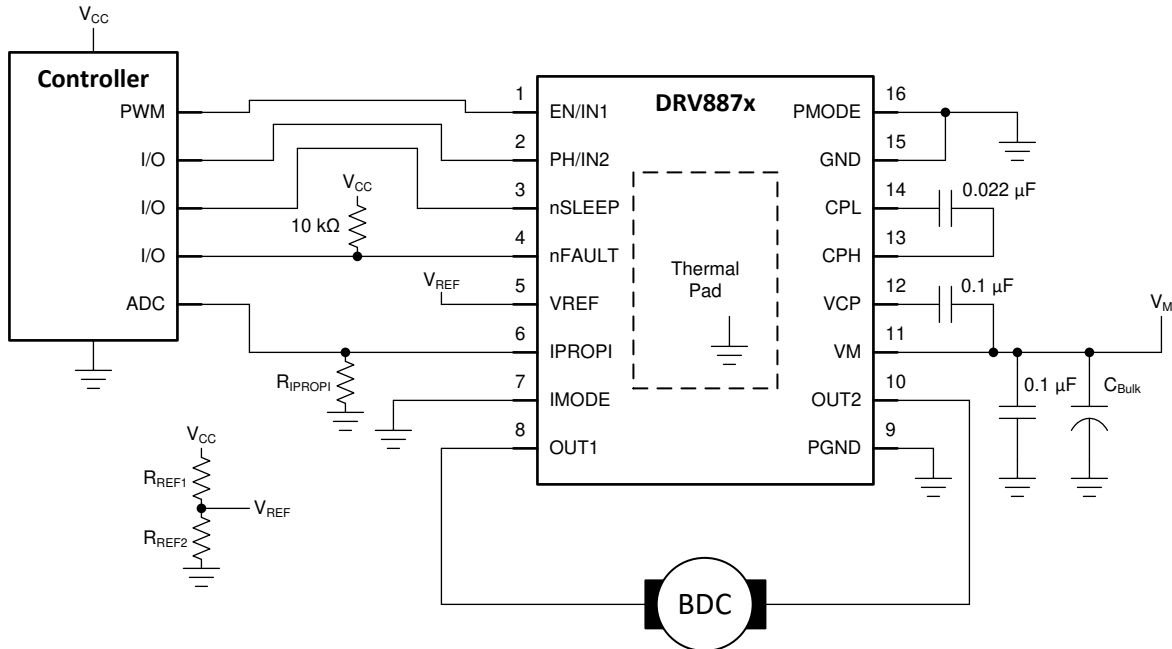 VCC
Controller
PWM
I/O
I/O
I/O
ADC
VCC
10 kΩ
VREF
RIPROPI
VCC
RREF1
VREF
RREF2
DRV887x
1 EN/IN1
2 PH/IN2
3 nSLEEP
4 nFAULT
5 VREF
6 IPROPI
7 IMODE
8 OUT1
Thermal
Pad
PMODE 16
GND 15
CPL 14
CPH 13
VCP 12
VM 11
OUT2 10
PGND 9
0.022 µF
0.1 µF
VM
0.1 µF
CBulk
BDC